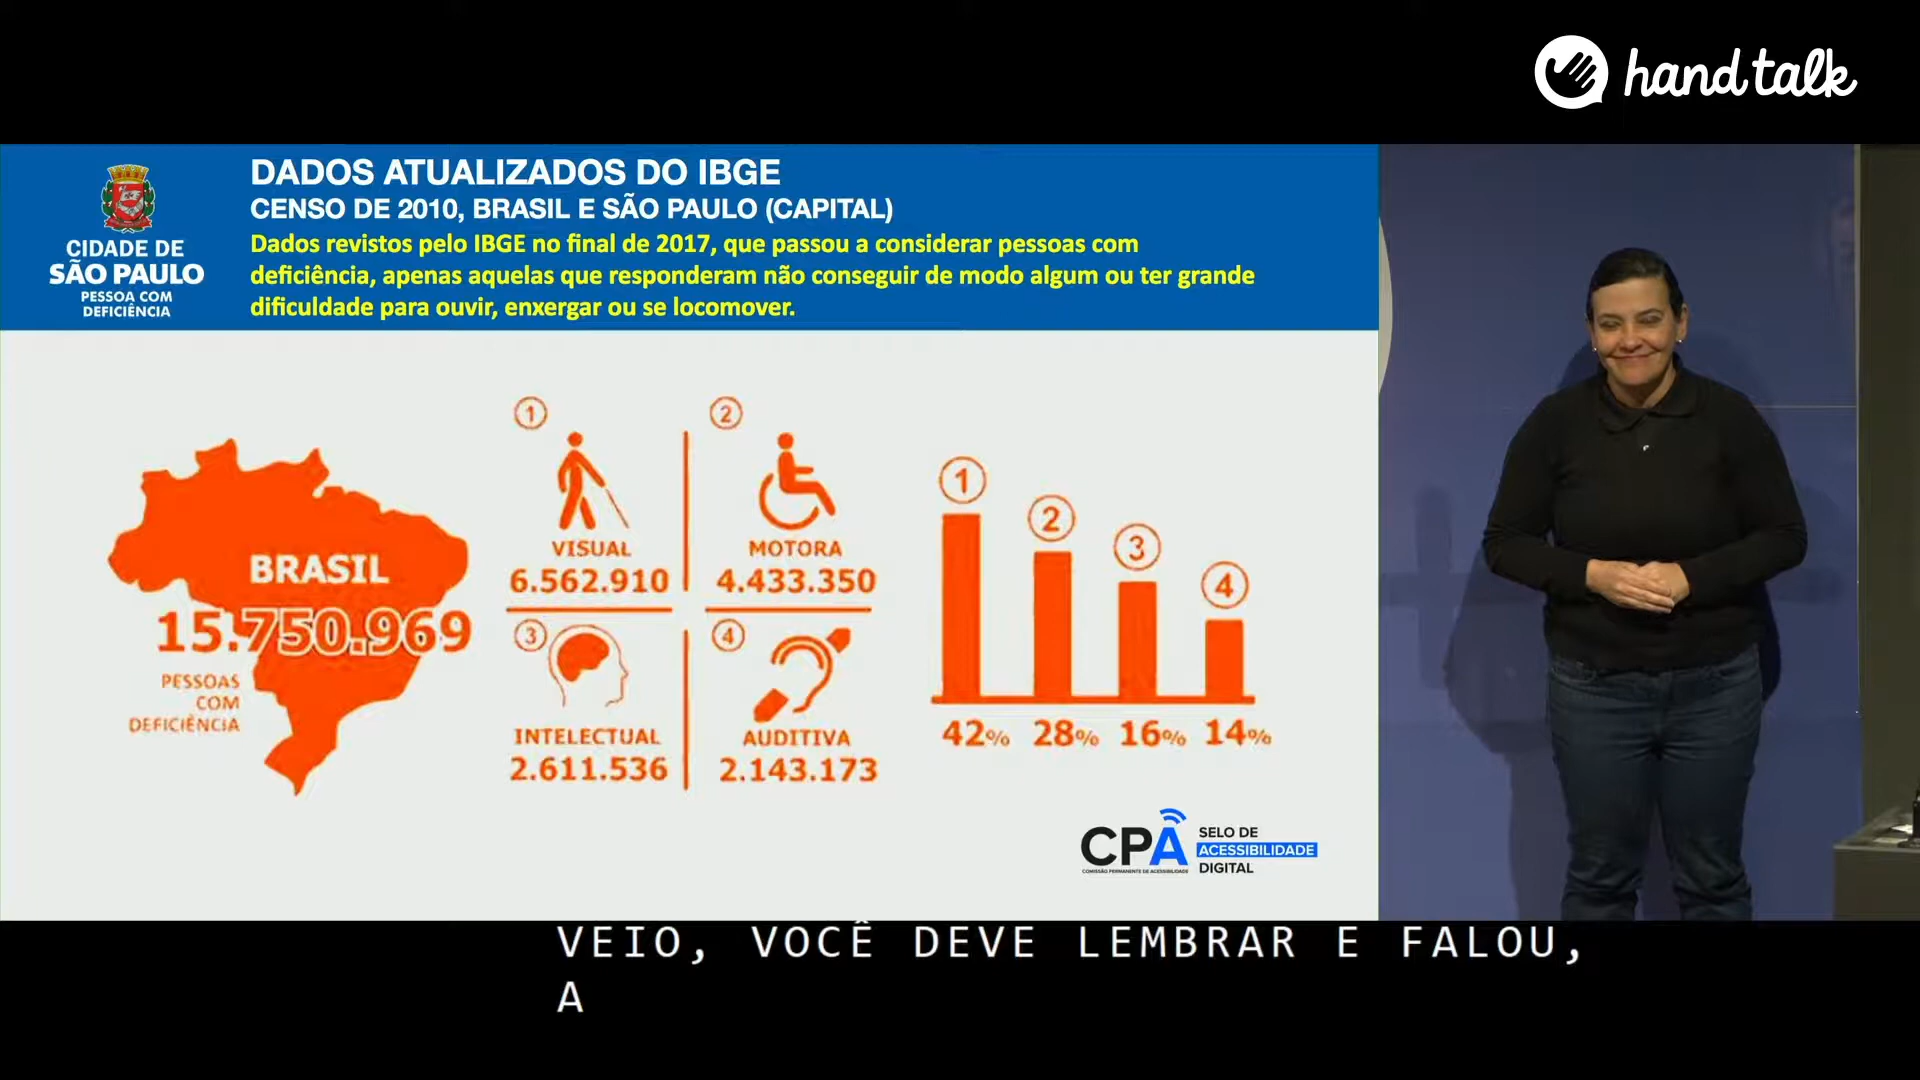 hand talk
DADOS ATUALIZADOS DO IBGE
CENSO DE 2010, BRASIL E SÃO PAULO (CAPITAL)
Dados revistos pelo IBGE no final de 2017, que passou a considerar pessoas com
deficiência, apenas aquelas que responderam não conseguir de modo algum ou ter grande
dificuldade para ouvir, enxergar ou se locomover.
CIDADE DE
SÃO PAULO
PESSOA COM
DEFICIÊNCIA
BRASIL
15.750.969
PESSOAS
COM
DEFICIÊNCIA
1
VISUAL
6.562.910
2
MOTORA
4.433.350
3
INTELECTUAL
2.611.536
4
AUDITIVA
2.143.173
1
2
3
4
42% 28% 16% 14%
CPA
COMISSÃO PERMANENTE DE ACESSIBILIDADE
SELO DE
ACESSIBILIDADE
DIGITAL
VEIO, VOCÊ DEVE LEMBRAR E FALOU,
A